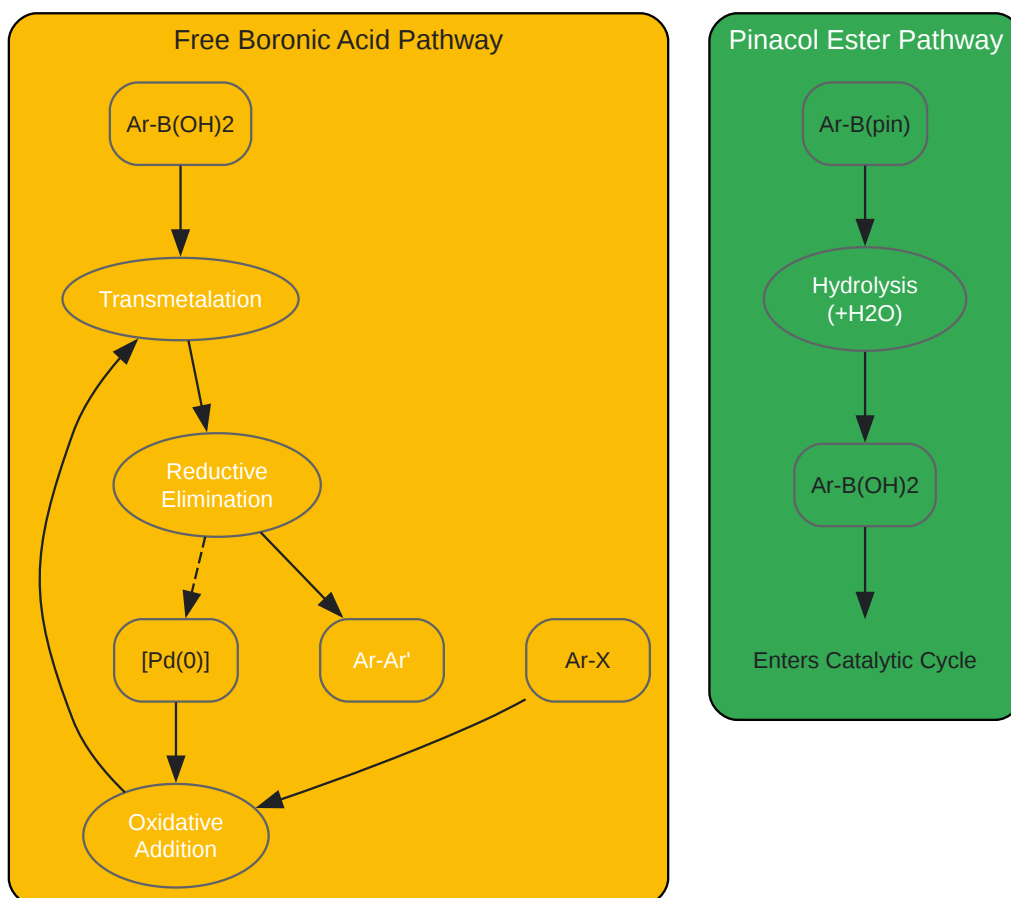 Free Boronic Acid Pathway
Ar-B(OH)2
Transmetalation
Reductive
Elimination
[Pd(0)]
Ar-Ar'
Ar-X
Oxidative
Addition
Pinacol Ester Pathway
Ar-B(pin)
Hydrolysis
(+H2O)
Ar-B(OH)2
Enters Catalytic Cycle